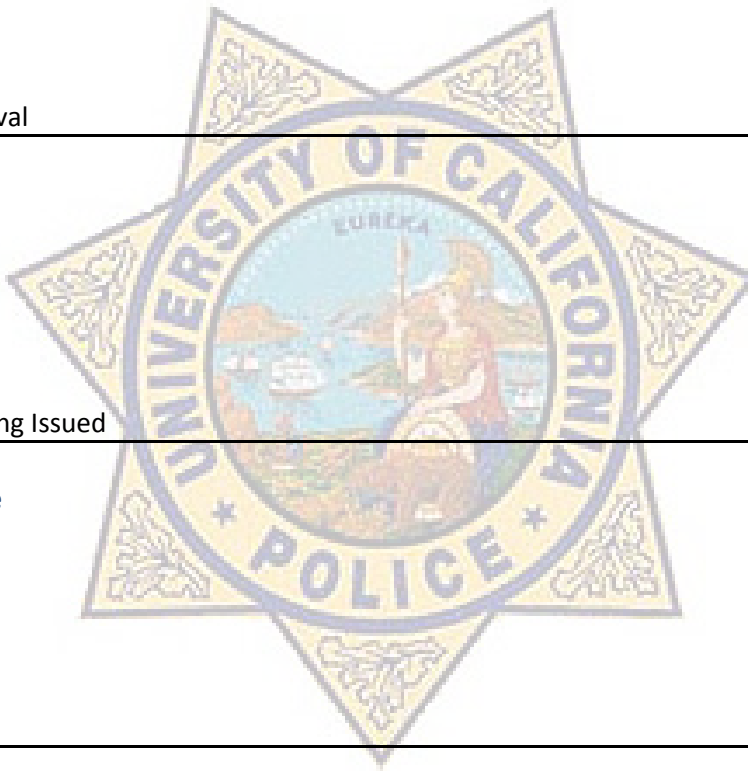 val
UNIVERSITY OF CALIFORNIA
EUREKA
ng Issued
e
* POLICE *